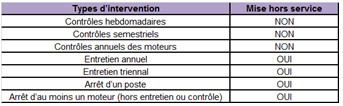 Types d'intervention Mise hors service
Contrôles hebdomadaires NON
Contrôles semestriels NON
Contrôles annuels des moteurs NON
Entretien annuel OUI
Entretien triennal OUI
Arrêt d'un poste OUI
Arrêt d'au moins un moteur (hors entretien ou contrôle) OUI